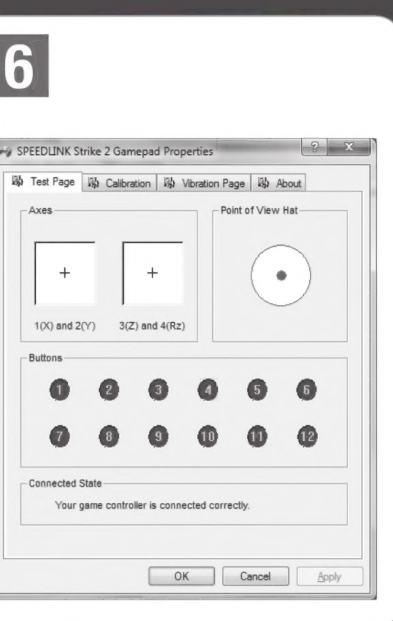 6
SPEEDLINK Strike 2 Gamepad Properties
Test Page Calibration Vibration Page About
Axes
Point of View Hat
1(X) and 2(Y) 3(Z) and 4(Rz)
Buttons
1 2 3 4 5 6
7 8 9 10 11 12
Connected State
Your game controller is connected correctly.
OK Cancel Apply